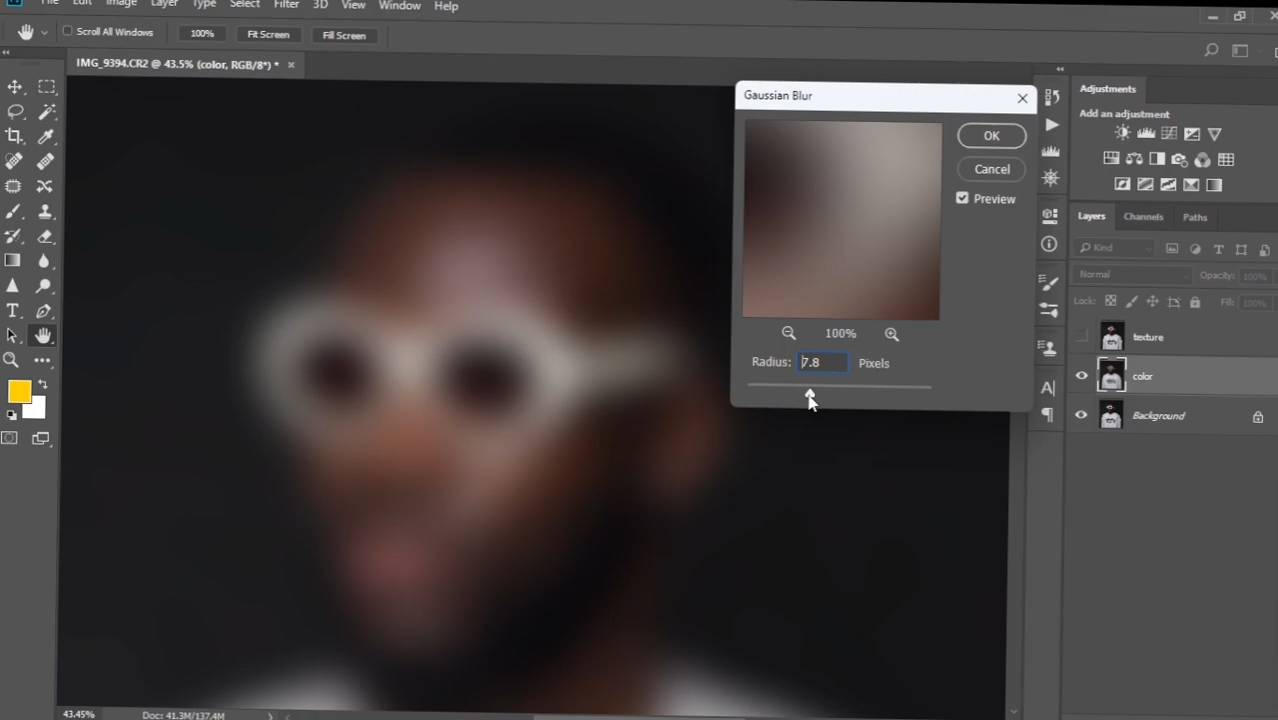 File Edit Image Layer Type Select Filter 3D View Window Help
Scroll All Windows 100% Fit Screen Fill Screen
IMG_9394.CR2 @ 43.5% (color, RGB/8*) *
Gaussian Blur
OK
Cancel
Preview
100%
Radius: 7.8 Pixels
Adjustments
Add an adjustment
Layers Channels Paths
Kind
Normal Opacity: 100%
Lock: Fill: 100%
texture
color
Background
43.45% Doc: 41.3M/137.4M